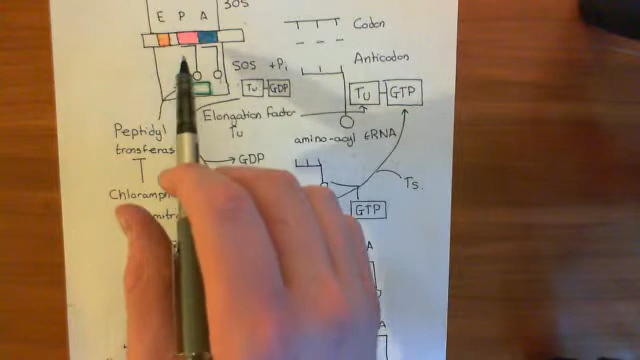 30S
E P A
Codon
50S +Pi
Anticodon
Tu GDP
Tu GTP
Elongation factor
Tu
Peptidyl
transferas
amino-acyl tRNA
GDP
Chloramph
Ts.
GTP
A
A